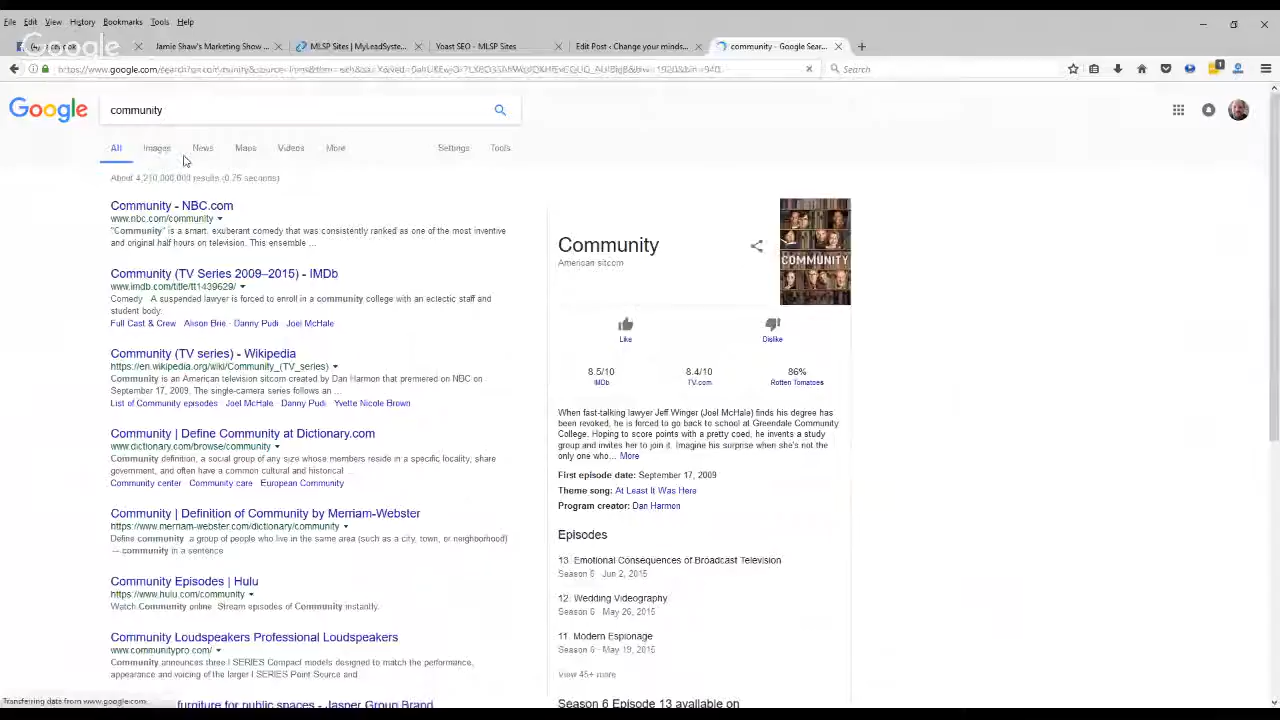 File Edit View History Bookmarks Tools Help
Google
Jamie Shaw's Marketing Show ...
MLSP Sites | MyLeadSyste...
Yoast SEO - MLSP Sites
Edit Post ‹ Change your minds...
community - Google Sear...
Search
1
Google
community
All Images News Maps Videos More Settings Tools
About 4,210,000,000 results (0.75 seconds)
Community - NBC.com
www.nbc.com/community
"Community" is a smart, exuberant comedy that was consistently ranked as one of the most inventive
and original half hours on television. This ensemble ...
Community (TV Series 2009–2015) - IMDb
www.imdb.com/title/tt1439629/
Comedy A suspended lawyer is forced to enroll in a community college with an eclectic staff and
student body.
Full Cast & Crew · Alison Brie · Danny Pudi · Joel McHale
Community (TV series) - Wikipedia
https://en.wikipedia.org/wiki/Community_(TV_series)
Community is an American television sitcom created by Dan Harmon that premiered on NBC on
September 17, 2009. The single-camera series follows an ...
List of Community episodes · Joel McHale · Danny Pudi · Yvette Nicole Brown
Community | Define Community at Dictionary.com
www.dictionary.com/browse/community
Community definition, a social group of any size whose members reside in a specific locality, share
government, and often have a common cultural and historical ...
Community center · Community care · European Community
Community | Definition of Community by Merriam-Webster
https://www.merriam-webster.com/dictionary/community
Define community a group of people who live in the same area (such as a city, town, or neighborhood)
— community in a sentence
Community Episodes | Hulu
https://www.hulu.com/community
Watch Community online. Stream episodes of Community instantly.
Community Loudspeakers Professional Loudspeakers
www.communitypro.com/
Community announces three I SERIES Compact models designed to match the performance,
appearance and voicing of the larger I SERIES Point Source and
furniture for public spaces - Jasper Group Brand
Community
American sitcom
COMMUNITY
Like Dislike
8.5/10 8.4/10 86%
IMDb TV.com Rotten Tomatoes
When fast-talking lawyer Jeff Winger (Joel McHale) finds his degree has
been revoked, he is forced to go back to school at Greendale Community
College. Hoping to score points with a pretty coed, he invents a study
group and invites her to join it. Imagine his surprise when she's not the
only one who... More
First episode date: September 17, 2009
Theme song: At Least It Was Here
Program creator: Dan Harmon
Episodes
13. Emotional Consequences of Broadcast Television
Season 6 · Jun 2, 2015
12. Wedding Videography
Season 6 · May 26, 2015
11. Modern Espionage
Season 6 · May 19, 2015
View 45+ more
Season 6 Episode 13 available on
Transferring data from www.google.com...